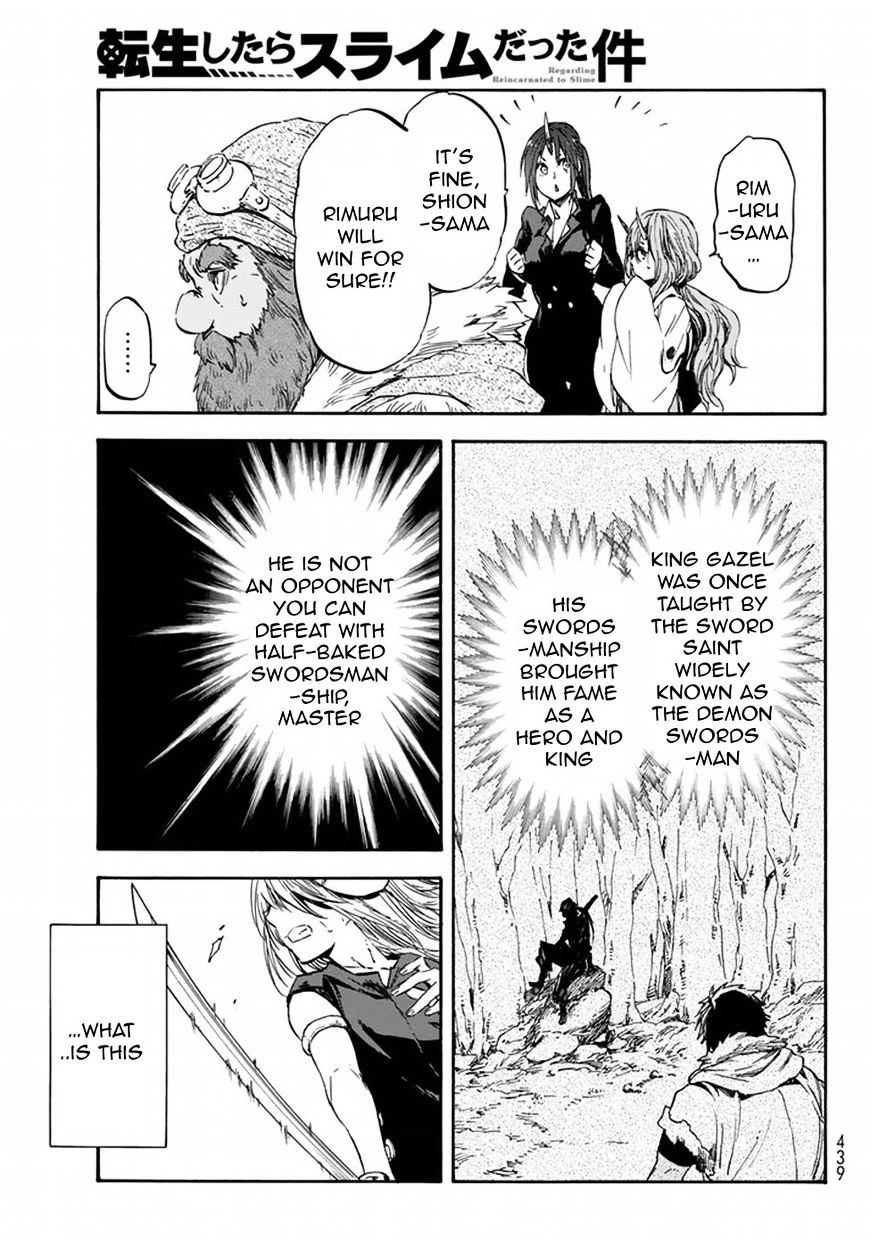 転生したらスライムだった件
Regarding
Reincarnated to Slime
RIM
-URU
-SAMA
...
IT'S
FINE,
SHION
-SAMA
RIMURU
WILL
WIN FOR
SURE!!
......
KING GAZEL
WAS ONCE
TAUGHT BY
THE SWORD
SAINT
WIDELY
KNOWN AS
THE DEMON
SWORDS
-MAN
HIS
SWORDS
-MANSHIP
BROUGHT
HIM FAME
AS A
HERO AND
KING
HE IS NOT
AN OPPONENT
YOU CAN
DEFEAT WITH
HALF-BAKED
SWORDSMAN
-SHIP,
MASTER
...WHAT
..IS THIS
439